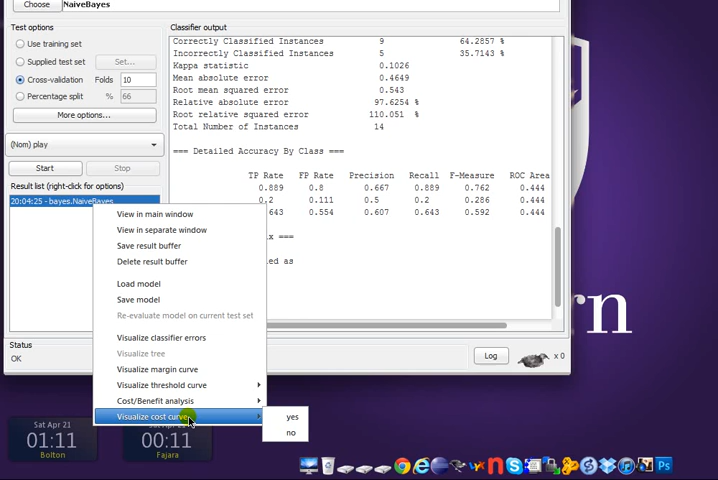 Choose NaiveBayes
Test options
Use training set
Supplied test set Set...
Cross-validation Folds 10
Percentage split % 66
More options...
(Nom) play
Start Stop
Result list (right-click for options)
20:04:25 - bayes.NaiveBayes
Classifier output
Correctly Classified Instances 9 64.2857 %
Incorrectly Classified Instances 5 35.7143 %
Kappa statistic 0.1026
Mean absolute error 0.4649
Root mean squared error 0.543
Relative absolute error 97.6254 %
Root relative squared error 110.051 %
Total Number of Instances 14
=== Detailed Accuracy By Class ===
TP Rate FP Rate Precision Recall F-Measure ROC Area
0.889 0.8 0.667 0.889 0.762 0.444
0.2 0.111 0.5 0.2 0.286 0.444
.643 0.554 0.607 0.643 0.592 0.444
ix ===
ed as
View in main window
View in separate window
Save result buffer
Delete result buffer
Load model
Save model
Re-evaluate model on current test set
Visualize classifier errors
Visualize tree
Visualize margin curve
Visualize threshold curve
Cost/Benefit analysis
Visualize cost curve
yes
no
Status
OK
Log x 0
rn
Sat Apr 21
01:11
Bolton
Sat Apr 21
00:11
Fajara
Ps